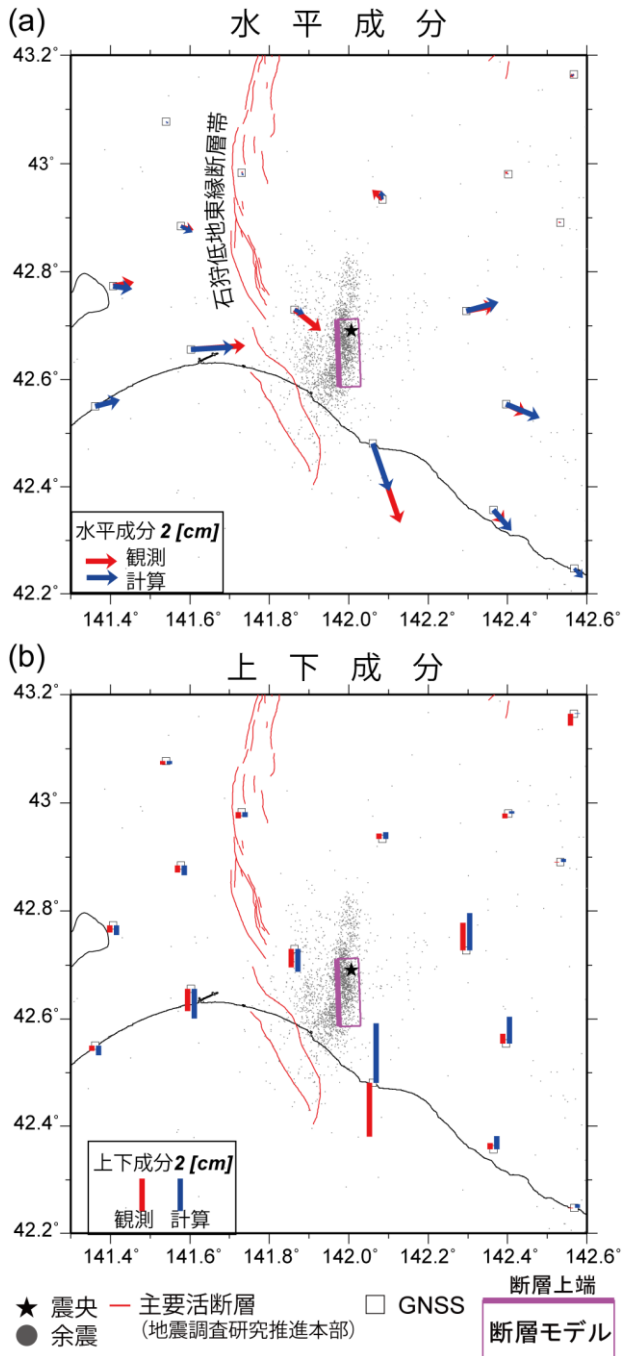 (a) 水平成分
43.2°
43°
42.8°
42.6°
42.4°
42.2°
石狩低地東縁断層帯
水平成分 2 [cm]
観測
計算
141.4° 141.6° 141.8° 142.0° 142.2° 142.4° 142.6°
(b) 上下成分
43.2°
43°
42.8°
42.6°
42.4°
42.2°
上下成分2 [cm]
観測 計算
141.4° 141.6° 141.8° 142.0° 142.2° 142.4° 142.6°
★ 震央 — 主要活断層 □ GNSS 断層上端
● 余震 (地震調査研究推進本部) 断層モデル